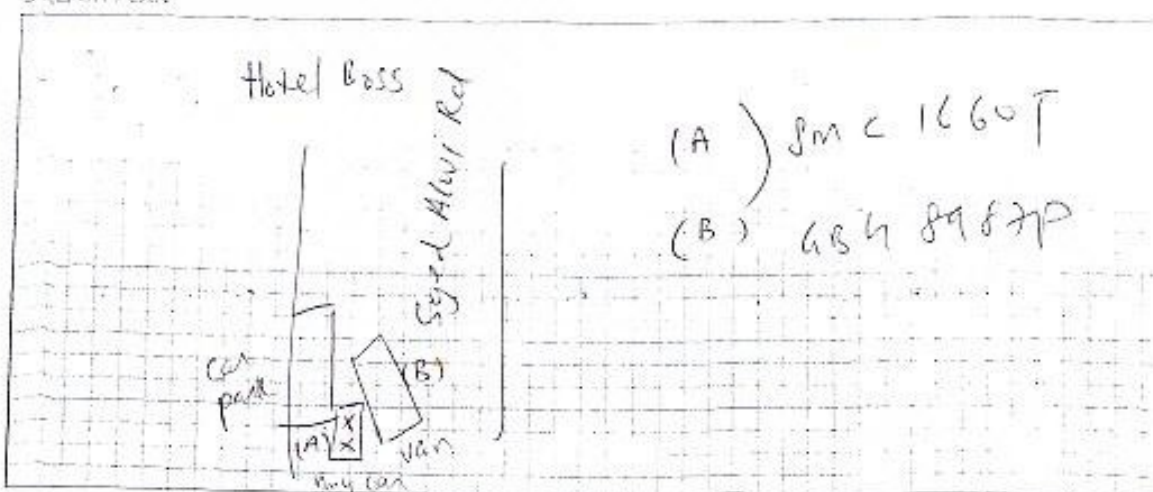 Hotel Boss
Syed Alwi Rd
(A) SMC 1660T
(B) GBH 8987P
Car
park
(B)
(A) X
X
van
my car